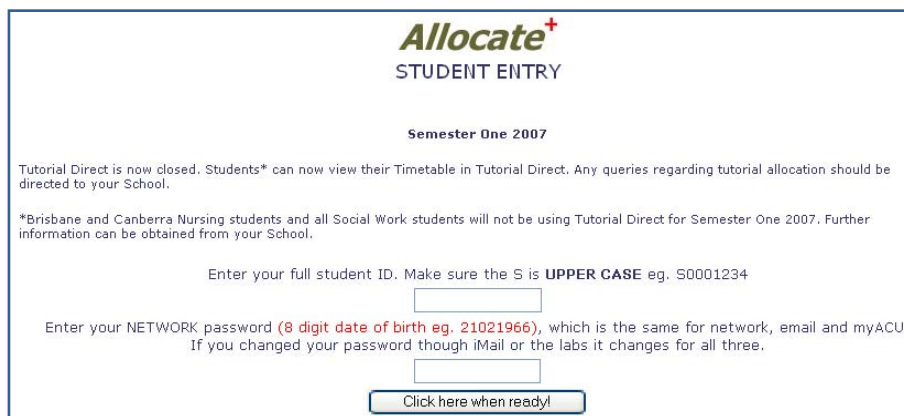 Allocate+
STUDENT ENTRY
Semester One 2007
Tutorial Direct is now closed. Students* can now view their Timetable in Tutorial Direct. Any queries regarding tutorial allocation should be
directed to your School.
*Brisbane and Canberra Nursing students and all Social Work students will not be using Tutorial Direct for Semester One 2007. Further
information can be obtained from your School.
Enter your full student ID. Make sure the S is UPPER CASE eg. S0001234
Enter your NETWORK password (8 digit date of birth eg. 21021966), which is the same for network, email and myACU
If you changed your password though iMail or the labs it changes for all three.
Click here when ready!